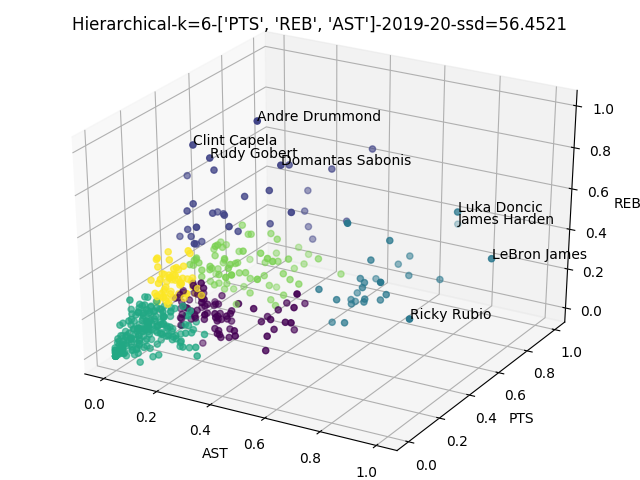 Hierarchical-k=6-['PTS', 'REB', 'AST']-2019-20-ssd=56.4521
Andre Drummond
Clint Capela
Rudy Gobert
Domantas Sabonis
Luka Doncic
James Harden
LeBron James
Ricky Rubio
1.0
0.8
0.6
REB
0.4
0.2
0.0
1.0
0.8
0.6
PTS
0.4
0.2
0.0
0.0
0.2
0.4
AST
0.6
0.8
1.0